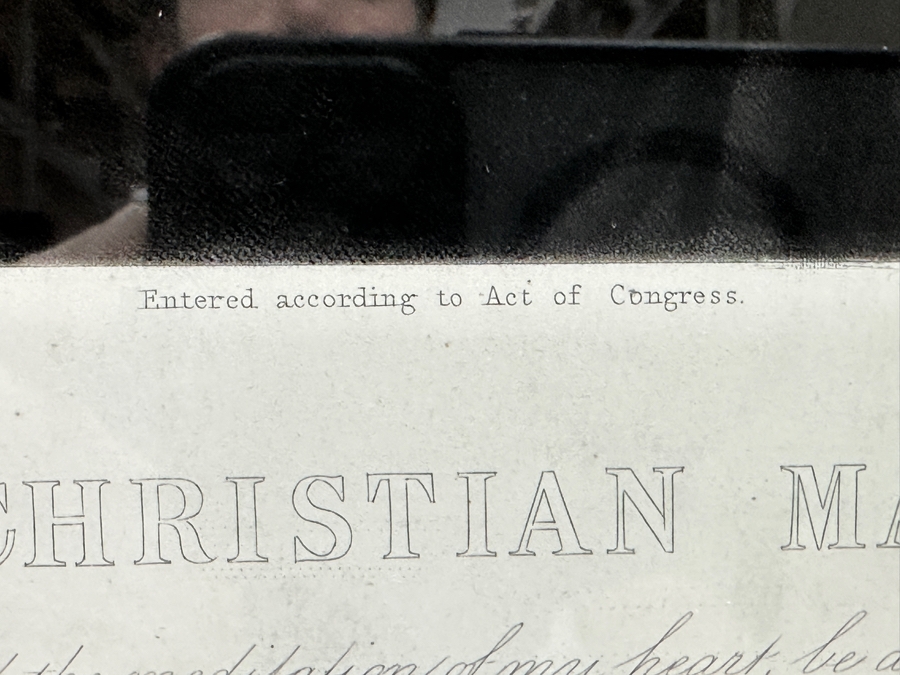 Entered according to Act of Congress.
CHRISTIAN MA
the meditation of my heart, be a